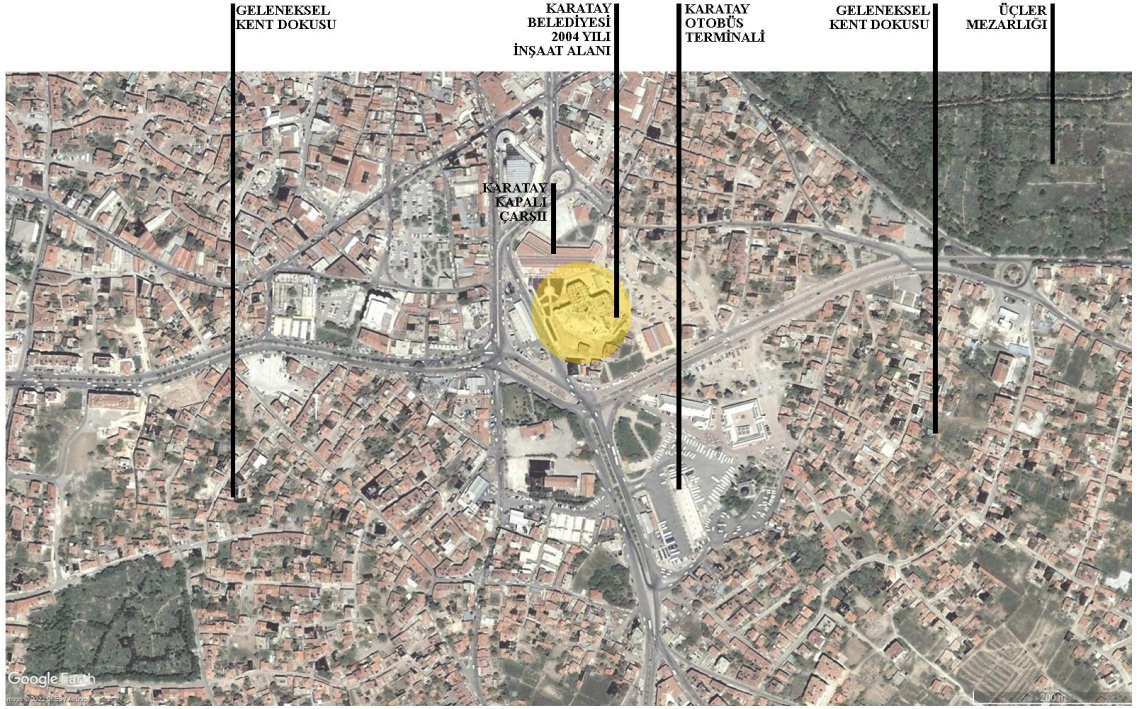 GELENEKSEL
KENT DOKUSU
KARATAY
BELEDİYESİ
2004 YILI
İNŞAAT ALANI
KARATAY
OTOBÜS
TERMİNALİ
GELENEKSEL
KENT DOKUSU
ÜÇLER
MEZARLIĞI
KARATAY
KAPALI
ÇARŞII
Google Earth
200 m